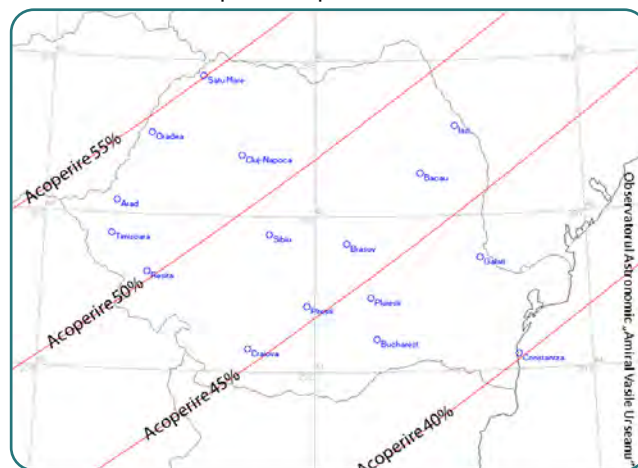 Satu-Mare
Iasi
Oradea
Cluj-Napoca
Bacau
Acoperire 55%
Arad
Timisoara
Sibiu
Brasov
Galati
Resita
Acoperire 50%
Pitesti
Ploiesti
Bucharest
Craiova
Constantza
Acoperire 45%
Acoperire 40%
Observatorul Astronomic „Amiral Vasile Urseanu”